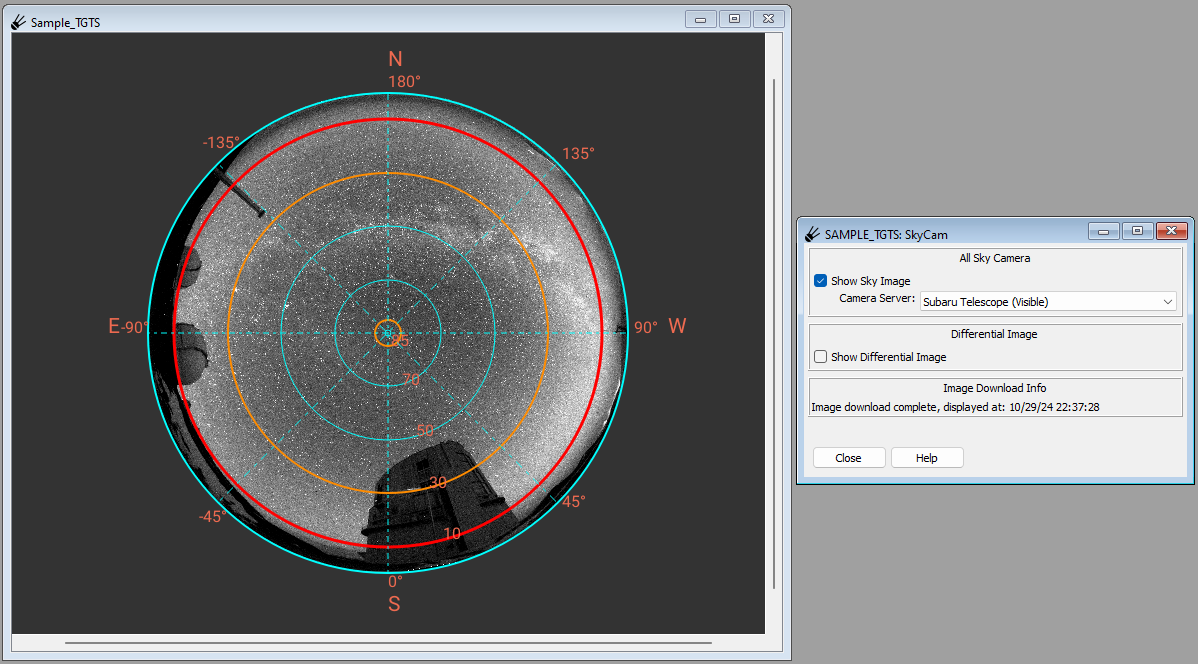 Sample_TGTS
N
180°
-135°
135°
E
-90°
90°
W
85
70
50
30
10
-45°
45°
0°
S
SAMPLE_TGTS: SkyCam
All Sky Camera
Show Sky Image
Camera Server: Subaru Telescope (Visible)
Differential Image
Show Differential Image
Image Download Info
Image download complete, displayed at: 10/29/24 22:37:28
Close
Help